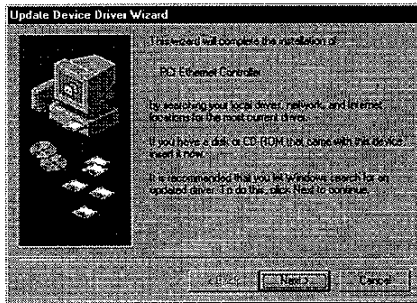 Update Device Driver Wizard
This wizard will complete the installation of:
PCI Ethernet Controller
by searching your local drives, network, and Internet
locations for the most current driver.
If you have a disk or CD-ROM that came with this device,
insert it now.
It is recommended that you let Windows search for an
updated driver. To do this, click Next to continue.
< Back
Next >
Cancel